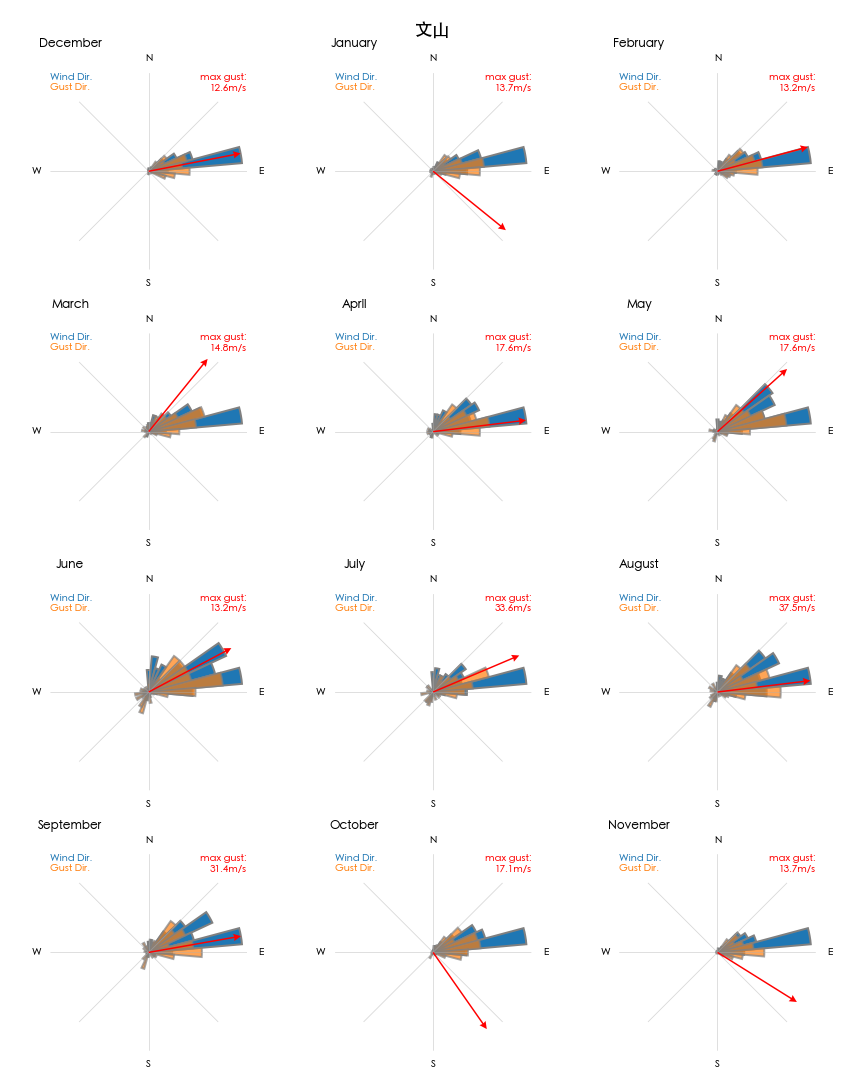 文山
December
N
Wind Dir.
Gust Dir.
max gust:
12.6m/s
W
E
S
January
N
Wind Dir.
Gust Dir.
max gust:
13.7m/s
W
E
S
February
N
Wind Dir.
Gust Dir.
max gust:
13.2m/s
W
E
S
March
N
Wind Dir.
Gust Dir.
max gust:
14.8m/s
W
E
S
April
N
Wind Dir.
Gust Dir.
max gust:
17.6m/s
W
E
S
May
N
Wind Dir.
Gust Dir.
max gust:
17.6m/s
W
E
S
June
N
Wind Dir.
Gust Dir.
max gust:
13.2m/s
W
E
S
July
N
Wind Dir.
Gust Dir.
max gust:
33.6m/s
W
E
S
August
N
Wind Dir.
Gust Dir.
max gust:
37.5m/s
W
E
S
September
N
Wind Dir.
Gust Dir.
max gust:
31.4m/s
W
E
S
October
N
Wind Dir.
Gust Dir.
max gust:
17.1m/s
W
E
S
November
N
Wind Dir.
Gust Dir.
max gust:
13.7m/s
W
E
S